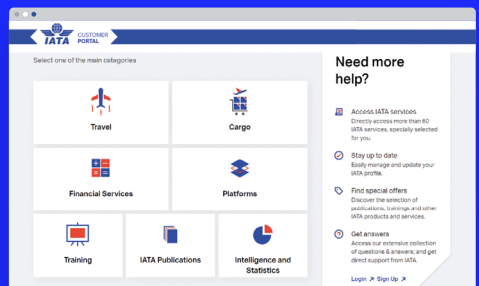 IATA
CUSTOMER
PORTAL
Select one of the main categories
Travel
Cargo
Financial Services
Platforms
Training
IATA Publications
Intelligence and
Statistics
Need more
help?
Access IATA services
Directly access more than 60
IATA services, specially selected
for you.
Stay up to date
Easily manage and update your
IATA profile.
Find special offers
Discover the selection of
publications, trainings and other
IATA products and services.
Get answers
Access our extensive collection
of questions & answers; and get
direct support from IATA.
Login ↗ Sign Up ↗